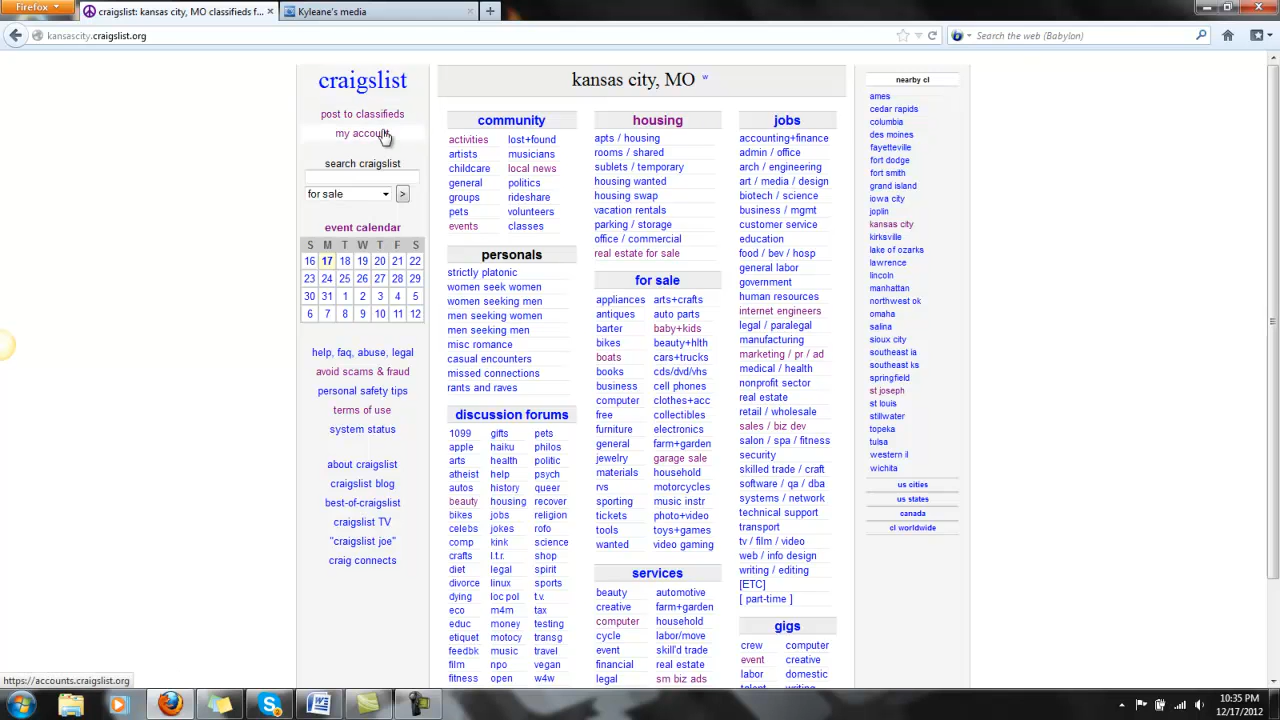 Firefox
craigslist: kansas city, MO classifieds f...
Kyleane's media
kansascity.craigslist.org
Search the web (Babylon)
craigslist
post to classifieds
my account
search craigslist
for sale
>
event calendar
S M T W T F S
16 17 18 19 20 21 22
23 24 25 26 27 28 29
30 31 1 2 3 4 5
6 7 8 9 10 11 12
help, faq, abuse, legal
avoid scams & fraud
personal safety tips
terms of use
system status
about craigslist
craigslist blog
best-of-craigslist
craigslist TV
"craigslist joe"
craig connects
kansas city, MO w
community
activities lost+found
artists musicians
childcare local news
general politics
groups rideshare
pets volunteers
events classes
personals
strictly platonic
women seek women
women seeking men
men seeking women
men seeking men
misc romance
casual encounters
missed connections
rants and raves
discussion forums
1099 gifts pets
apple haiku philos
arts health politic
atheist help psych
autos history queer
beauty housing recover
bikes jobs religion
celebs jokes rofo
comp kink science
crafts l.t.r. shop
diet legal spirit
divorce linux sports
dying loc pol t.v.
eco m4m tax
educ money testing
etiquet motocy transg
feedbk music travel
film npo vegan
fitness open w4w
housing
apts / housing
rooms / shared
sublets / temporary
housing wanted
housing swap
vacation rentals
parking / storage
office / commercial
real estate for sale
for sale
appliances arts+crafts
antiques auto parts
barter baby+kids
bikes beauty+hlth
boats cars+trucks
books cds/dvd/vhs
business cell phones
computer clothes+acc
free collectibles
furniture electronics
general farm+garden
jewelry garage sale
materials household
rvs motorcycles
sporting music instr
tickets photo+video
tools toys+games
wanted video gaming
services
beauty automotive
creative farm+garden
computer household
cycle labor/move
event skill'd trade
financial real estate
legal sm biz ads
jobs
accounting+finance
admin / office
arch / engineering
art / media / design
biotech / science
business / mgmt
customer service
education
food / bev / hosp
general labor
government
human resources
internet engineers
legal / paralegal
manufacturing
marketing / pr / ad
medical / health
nonprofit sector
real estate
retail / wholesale
sales / biz dev
salon / spa / fitness
security
skilled trade / craft
software / qa / dba
systems / network
technical support
transport
tv / film / video
web / info design
writing / editing
[ETC]
[ part-time ]
gigs
crew computer
event creative
labor domestic
talent writing
nearby cl
ames
cedar rapids
columbia
des moines
fayetteville
fort dodge
fort smith
grand island
iowa city
joplin
kansas city
kirksville
lake of ozarks
lawrence
lincoln
manhattan
northwest ok
omaha
salina
sioux city
southeast ia
southeast ks
springfield
st joseph
st louis
stillwater
topeka
tulsa
western il
wichita
us cities
us states
canada
cl worldwide
https://accounts.craigslist.org
10:35 PM
12/17/2012